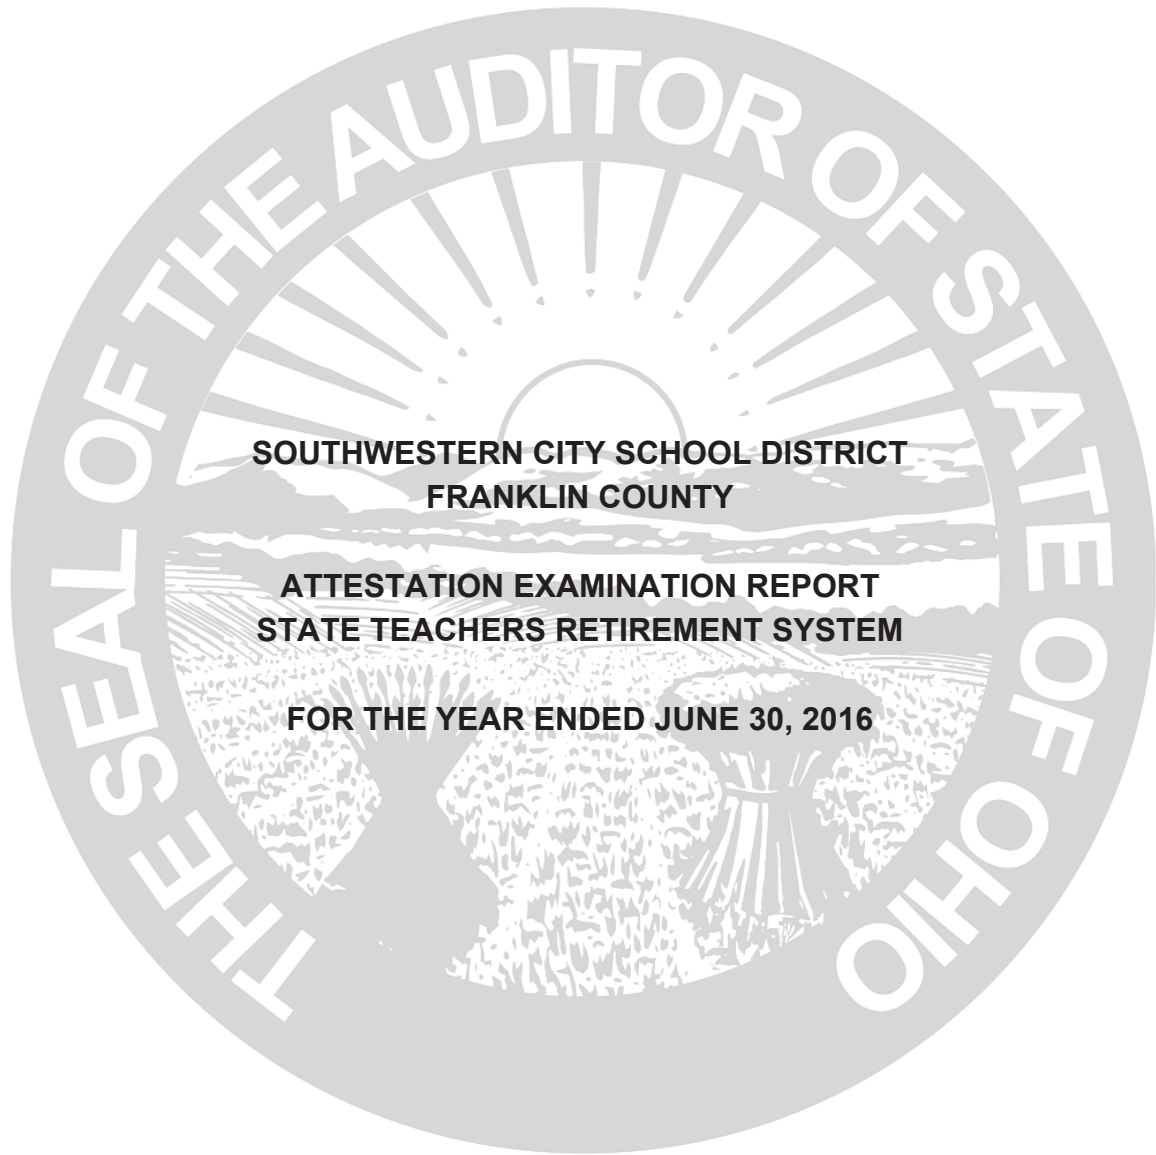 THE SEAL OF THE AUDITOR OF STATE OF OHIO
SOUTHWESTERN CITY SCHOOL DISTRICT
FRANKLIN COUNTY
ATTESTATION EXAMINATION REPORT
STATE TEACHERS RETIREMENT SYSTEM
FOR THE YEAR ENDED JUNE 30, 2016